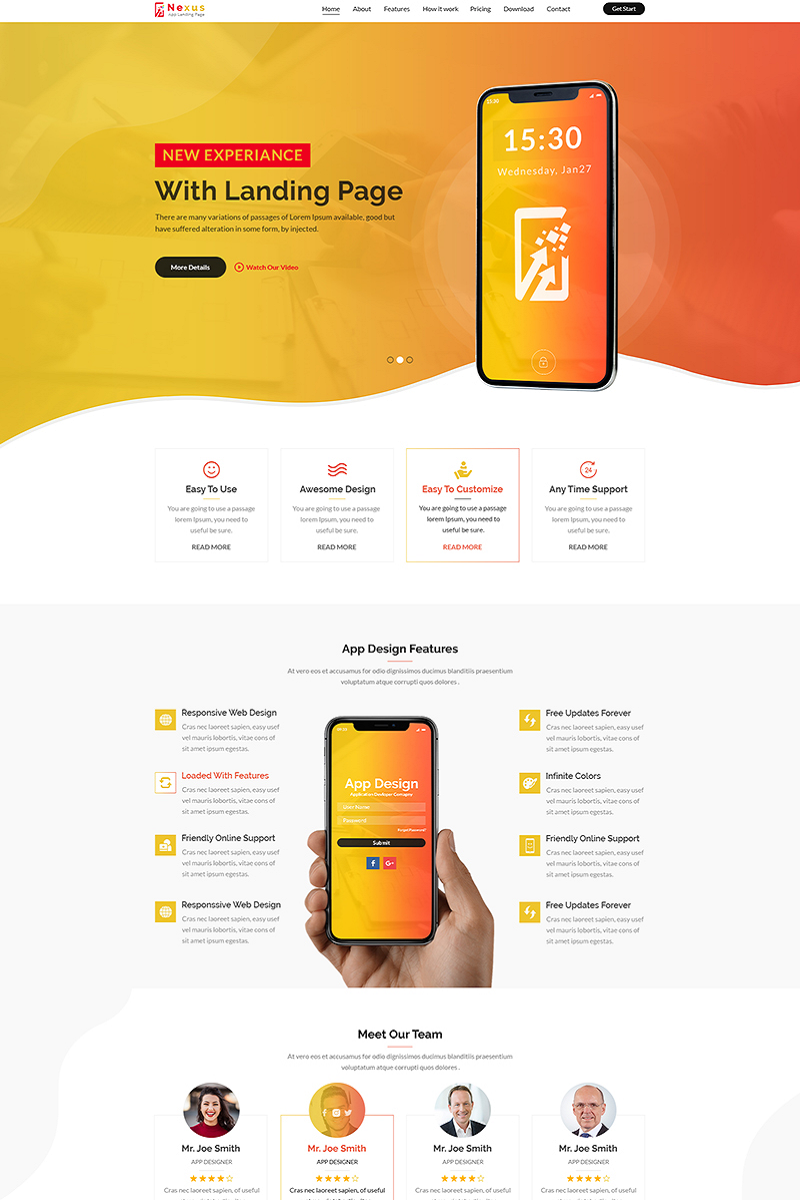 Nexus
App Landing Page
Home About Features How it work Pricing Download Contact
Get Start
15:30
15:30
Wednesday, Jan27
NEW EXPERIANCE
With Landing Page
There are many variations of passages of Lorem Ipsum available, good but
have suffered alteration in some form, by injected.
More Details
Watch Our Video
Easy To Use
You are going to use a passage
lorem Ipsum, you need to
useful be sure.
READ MORE
Awesome Design
You are going to use a passage
lorem Ipsum, you need to
useful be sure.
READ MORE
Easy To Customize
You are going to use a passage
lorem Ipsum, you need to
useful be sure.
READ MORE
24
Any Time Support
You are going to use a passage
lorem Ipsum, you need to
useful be sure.
READ MORE
App Design Features
At vero eos et accusamus for odio dignissimos ducimus blanditiis praesentium
voluptatum atque corrupti quos dolores .
Responsive Web Design
Cras nec laoreet sapien, easy usef
vel mauris lobortis, vitae cons of
sit amet ipsum egestas.
Loaded With Features
Cras nec laoreet sapien, easy usef
vel mauris lobortis, vitae cons of
sit amet ipsum egestas.
Friendly Online Support
Cras nec laoreet sapien, easy usef
vel mauris lobortis, vitae cons of
sit amet ipsum egestas.
Responssive Web Design
Cras nec laoreet sapien, easy usef
vel mauris lobortis, vitae cons of
sit amet ipsum egestas.
App Design
Application Devloper Company
User Name
Password
Forget Password?
Submit
f
G+
Free Updates Forever
Cras nec laoreet sapien, easy usef
vel mauris lobortis, vitae cons of
sit amet ipsum egestas.
Infinite Colors
Cras nec laoreet sapien, easy usef
vel mauris lobortis, vitae cons of
sit amet ipsum egestas.
Friendly Online Support
Cras nec laoreet sapien, easy usef
vel mauris lobortis, vitae cons of
sit amet ipsum egestas.
Free Updates Forever
Cras nec laoreet sapien, easy usef
vel mauris lobortis, vitae cons of
sit amet ipsum egestas.
Meet Our Team
At vero eos et accusamus for odio dignissimos ducimus blanditiis praesentium
voluptatum atque corrupti quos dolores .
Mr. Joe Smith
APP DESIGNER
Cras nec laoreet sapien, of useful
Mr. Joe Smith
APP DESIGNER
Cras nec laoreet sapien, of useful
Mr. Joe Smith
APP DESIGNER
Cras nec laoreet sapien, of useful
Mr. Joe Smith
APP DESIGNER
Cras nec laoreet sapien, of useful